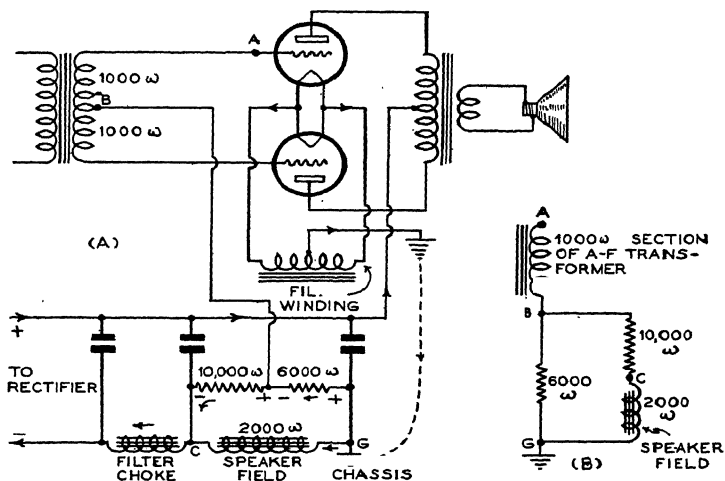 A
1000 ω
B
1000 ω
(A)
FIL.
WINDING
+
TO
RECTIFIER
10,000 ω
6000 ω
- + - +
2000 ω
-
C
G
FILTER
CHOKE
SPEAKER
FIELD
CHASSIS
A
1000 ω SECTION
OF A-F TRANS-
FORMER
B
10,000
ω
6000
ω
C
2000
ω
G
SPEAKER
FIELD
(B)